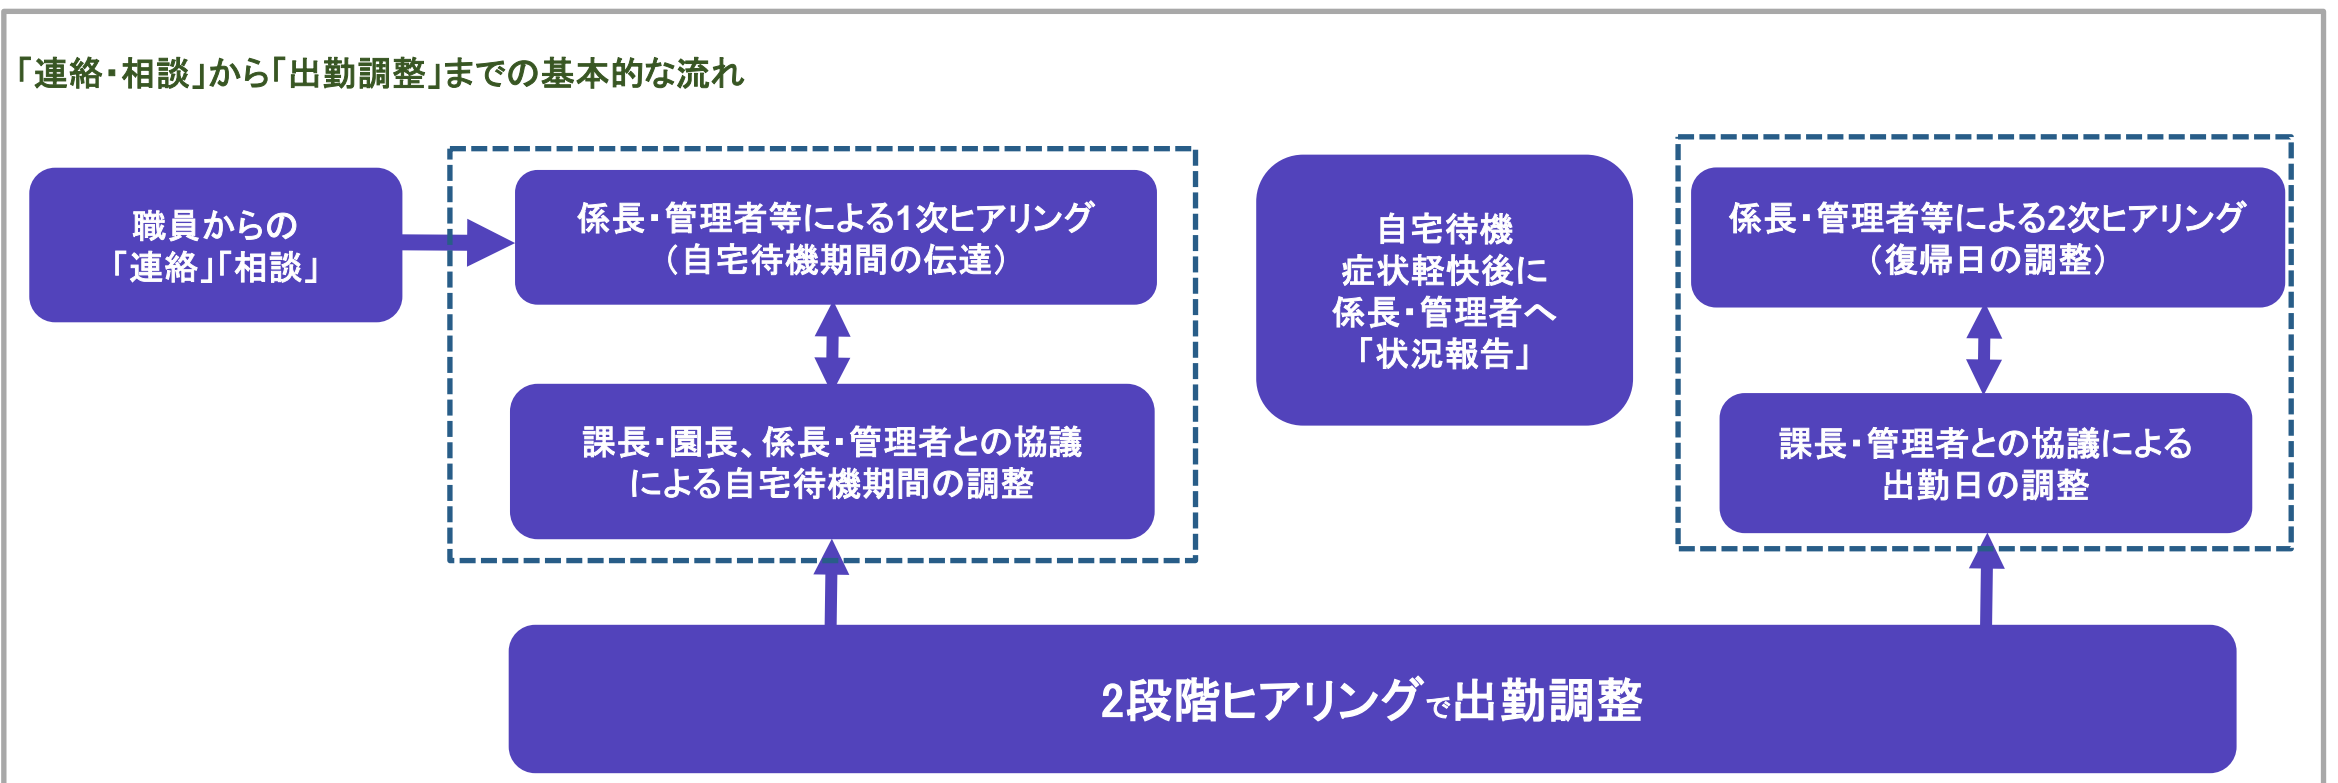 「連絡・相談」から「出勤調整」までの基本的な流れ
職員からの
「連絡」「相談」
係長・管理者等による1次ヒアリング
（自宅待機期間の伝達）
課長・園長、係長・管理者との協議
による自宅待機期間の調整
自宅待機
症状軽快後に
係長・管理者へ
「状況報告」
係長・管理者等による2次ヒアリング
（復帰日の調整）
課長・管理者との協議による
出勤日の調整
2段階ヒアリングで出勤調整